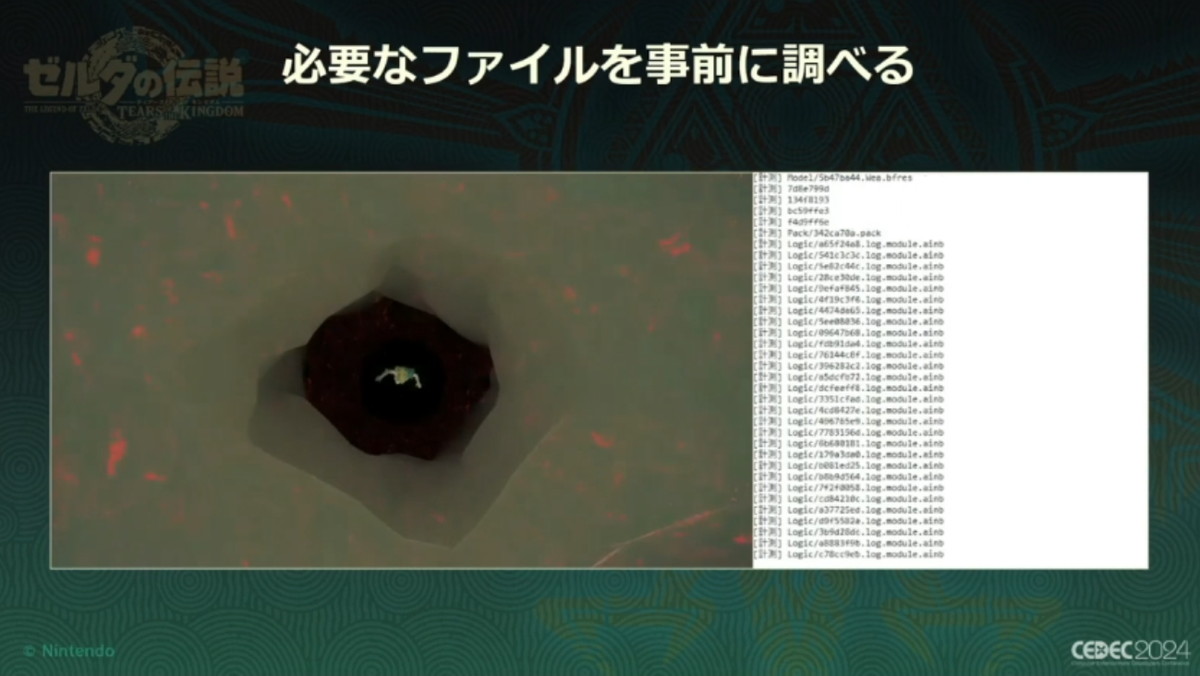 必要なファイルを事前に調べる
ゼルダの伝説
TEARS OF THE KINGDOM
[計測] Model/5b47ba44.Wea.bfres
[計測] 7d8e799d
[計測] 134f8193
[計測] bc59ffe3
[計測] f4d9ff6e
[計測] Pack/342ca70a.pack
[計測] Logic/a65f24a8.log.module.ainb
[計測] Logic/541c3c3c.log.module.ainb
[計測] Logic/5e82c44c.log.module.ainb
[計測] Logic/28ce30de.log.module.ainb
[計測] Logic/9efaf845.log.module.ainb
[計測] Logic/4f19c3f6.log.module.ainb
[計測] Logic/4474de65.log.module.ainb
[計測] Logic/5ee08036.log.module.ainb
[計測] Logic/09647b68.log.module.ainb
[計測] Logic/fdb91da4.log.module.ainb
[計測] Logic/76144c0f.log.module.ainb
[計測] Logic/396282c2.log.module.ainb
[計測] Logic/a5dcfb72.log.module.ainb
[計測] Logic/dcfeeff8.log.module.ainb
[計測] Logic/3351cfad.log.module.ainb
[計測] Logic/4cd8427e.log.module.ainb
[計測] Logic/496765e9.log.module.ainb
[計測] Logic/7783156d.log.module.ainb
[計測] Logic/6b680181.log.module.ainb
[計測] Logic/179a3da0.log.module.ainb
[計測] Logic/b081ed25.log.module.ainb
[計測] Logic/b8b9d564.log.module.ainb
[計測] Logic/7f2f0058.log.module.ainb
[計測] Logic/cd84210c.log.module.ainb
[計測] Logic/a37725ed.log.module.ainb
[計測] Logic/d9f5582a.log.module.ainb
[計測] Logic/3b9d28dc.log.module.ainb
[計測] Logic/a8883f9b.log.module.ainb
[計測] Logic/c78cc9eb.log.module.ainb
© Nintendo
CEDEC2024